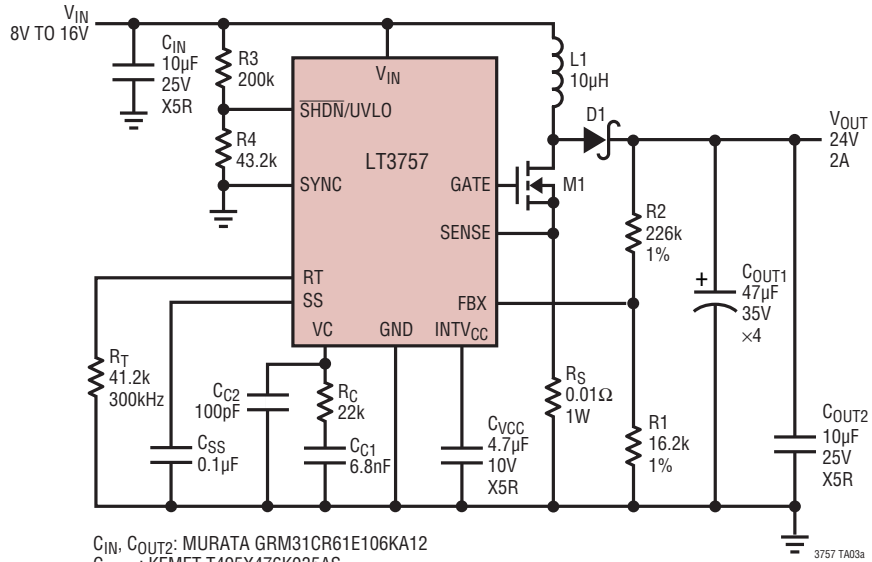 VIN
8V TO 16V
CIN
10µF
25V
X5R
R3
200k
R4
43.2k
VIN
SHDN/UVLO
LT3757
SYNC
GATE
SENSE
RT
SS
FBX
VC
GND
INTVCC
L1
10µH
D1
M1
VOUT
24V
2A
R2
226k
1%
COUT1
47µF
35V
×4
+
RT
41.2k
300kHz
CSS
0.1µF
CC2
100pF
RC
22k
CC1
6.8nF
CVCC
4.7µF
10V
X5R
RS
0.01Ω
1W
R1
16.2k
1%
COUT2
10µF
25V
X5R
CIN, COUT2: MURATA GRM31CR61E106KA12
3757 TA03a